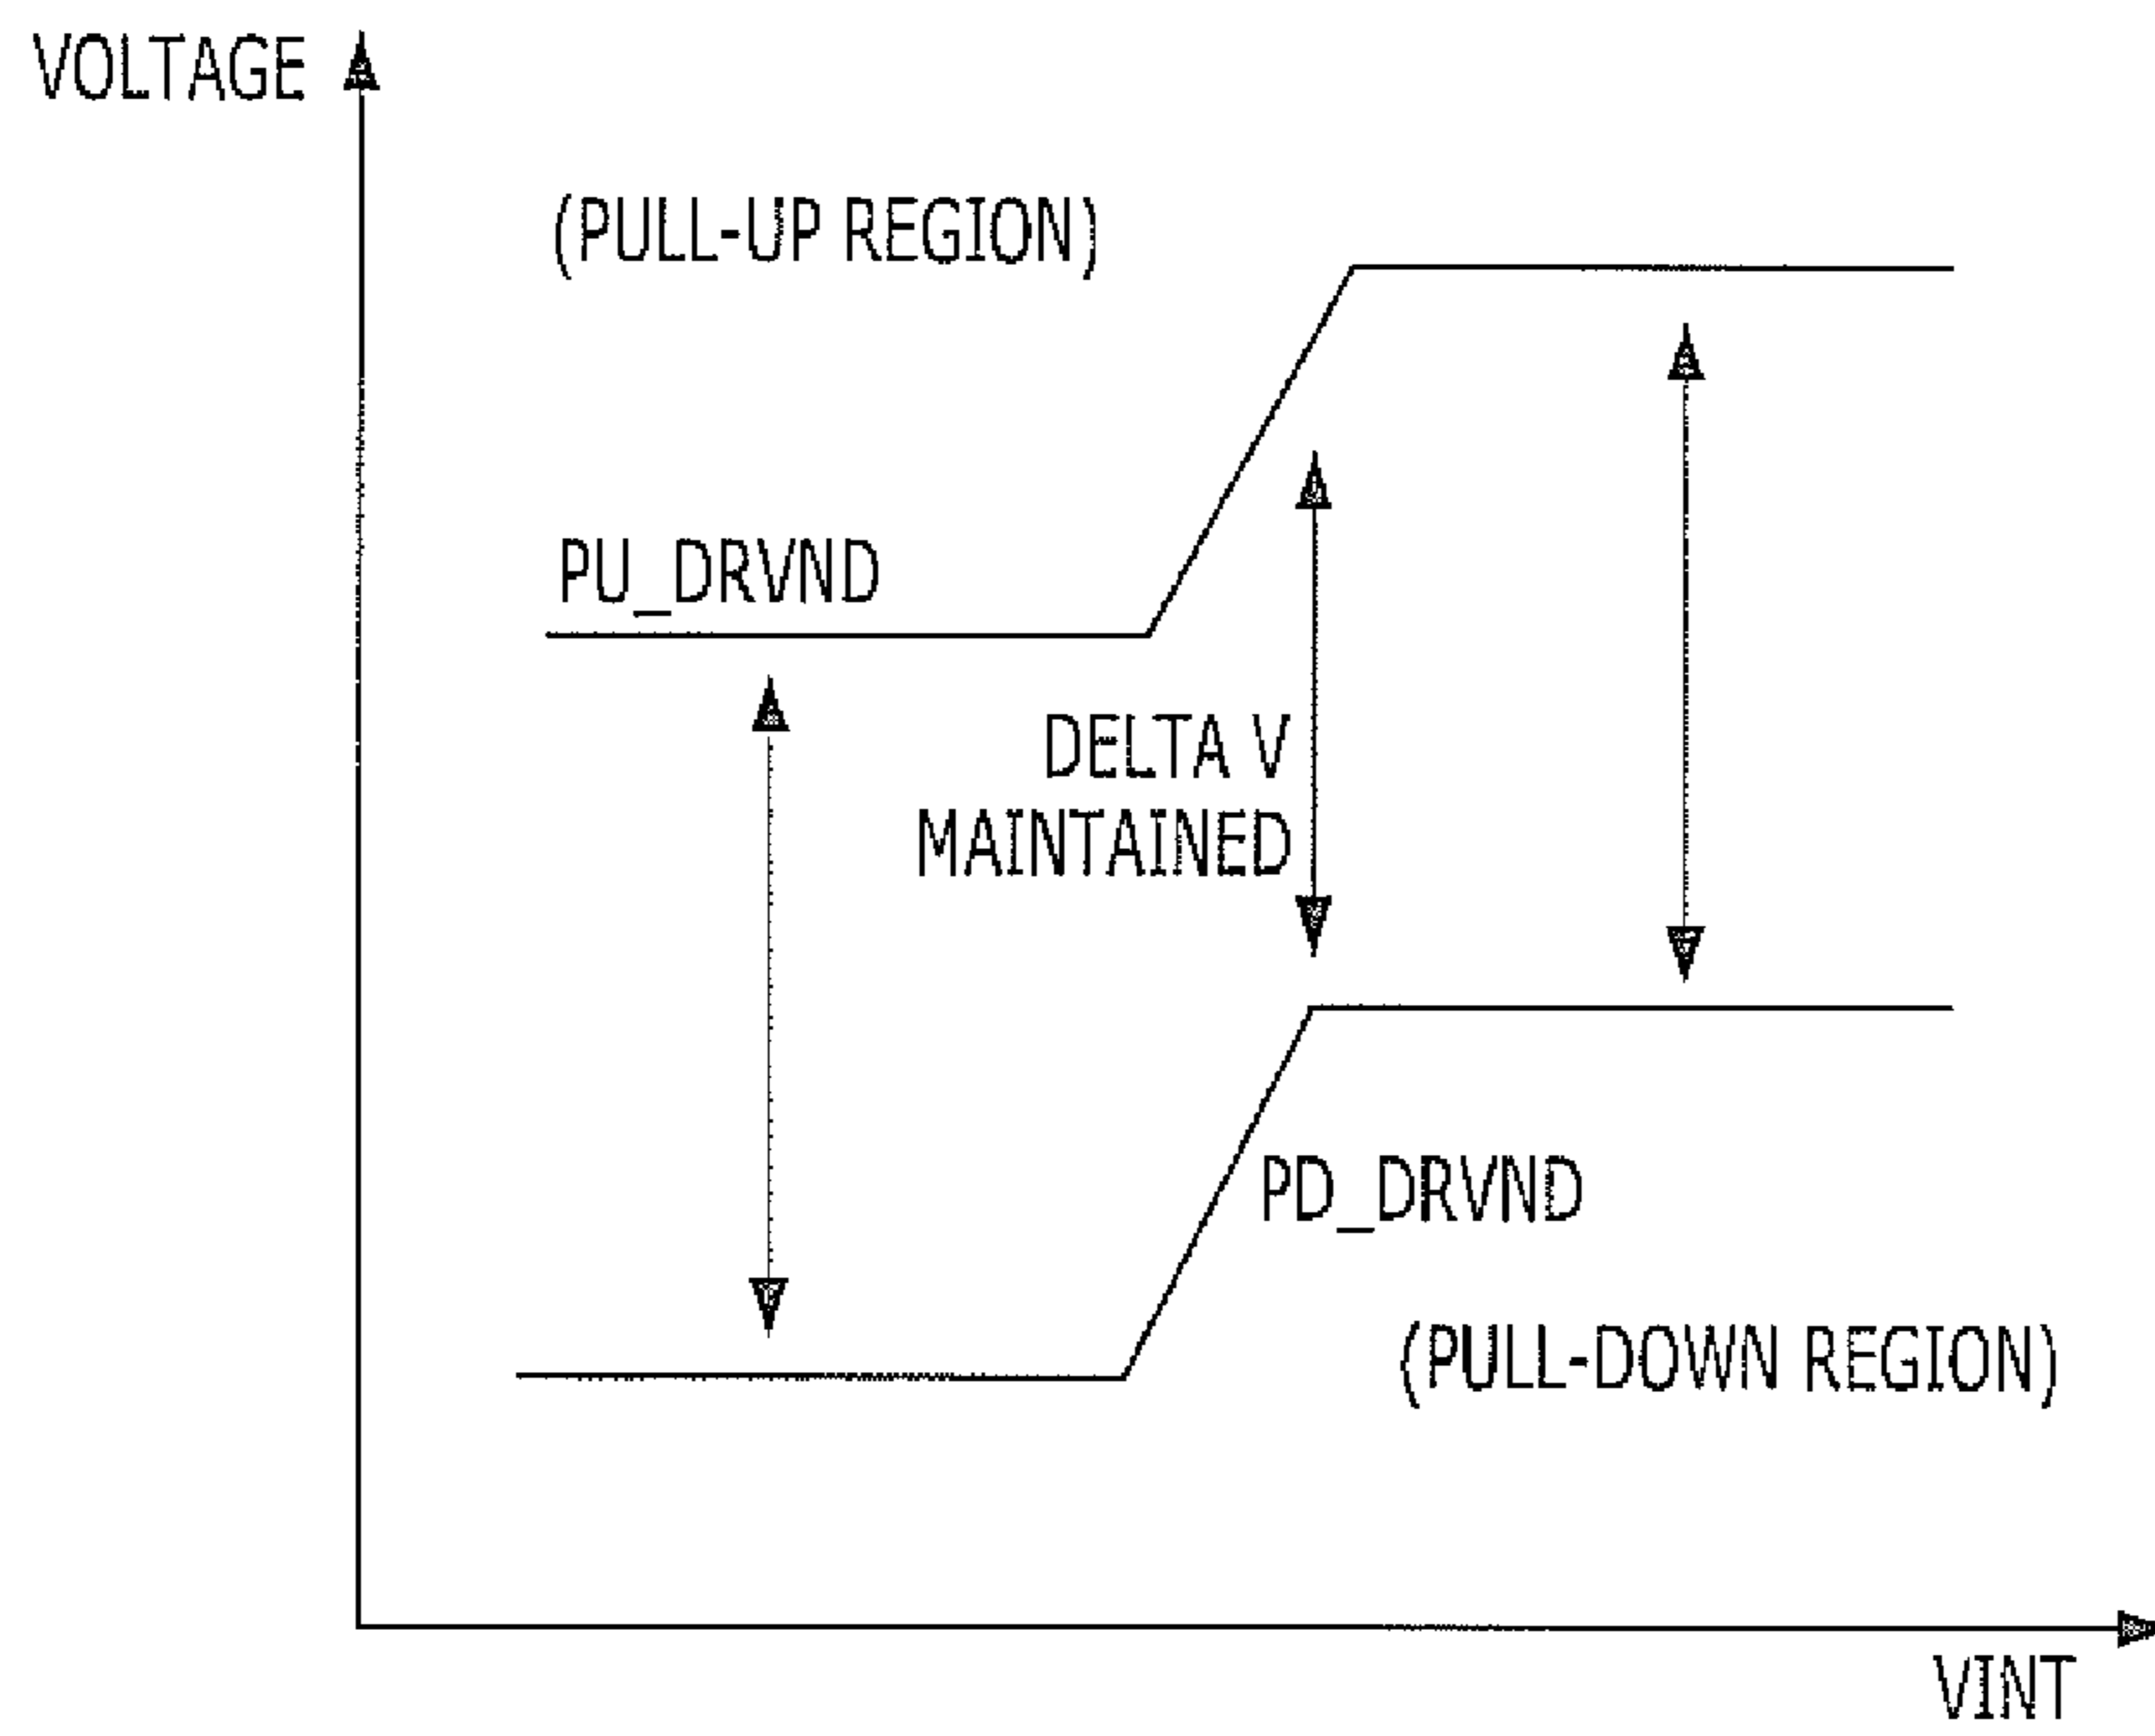 VOLTAGE
(PULL-UP REGION)
PU_DRVND
DELTA V
MAINTAINED
PD_DRVND
(PULL-DOWN REGION)
VINT